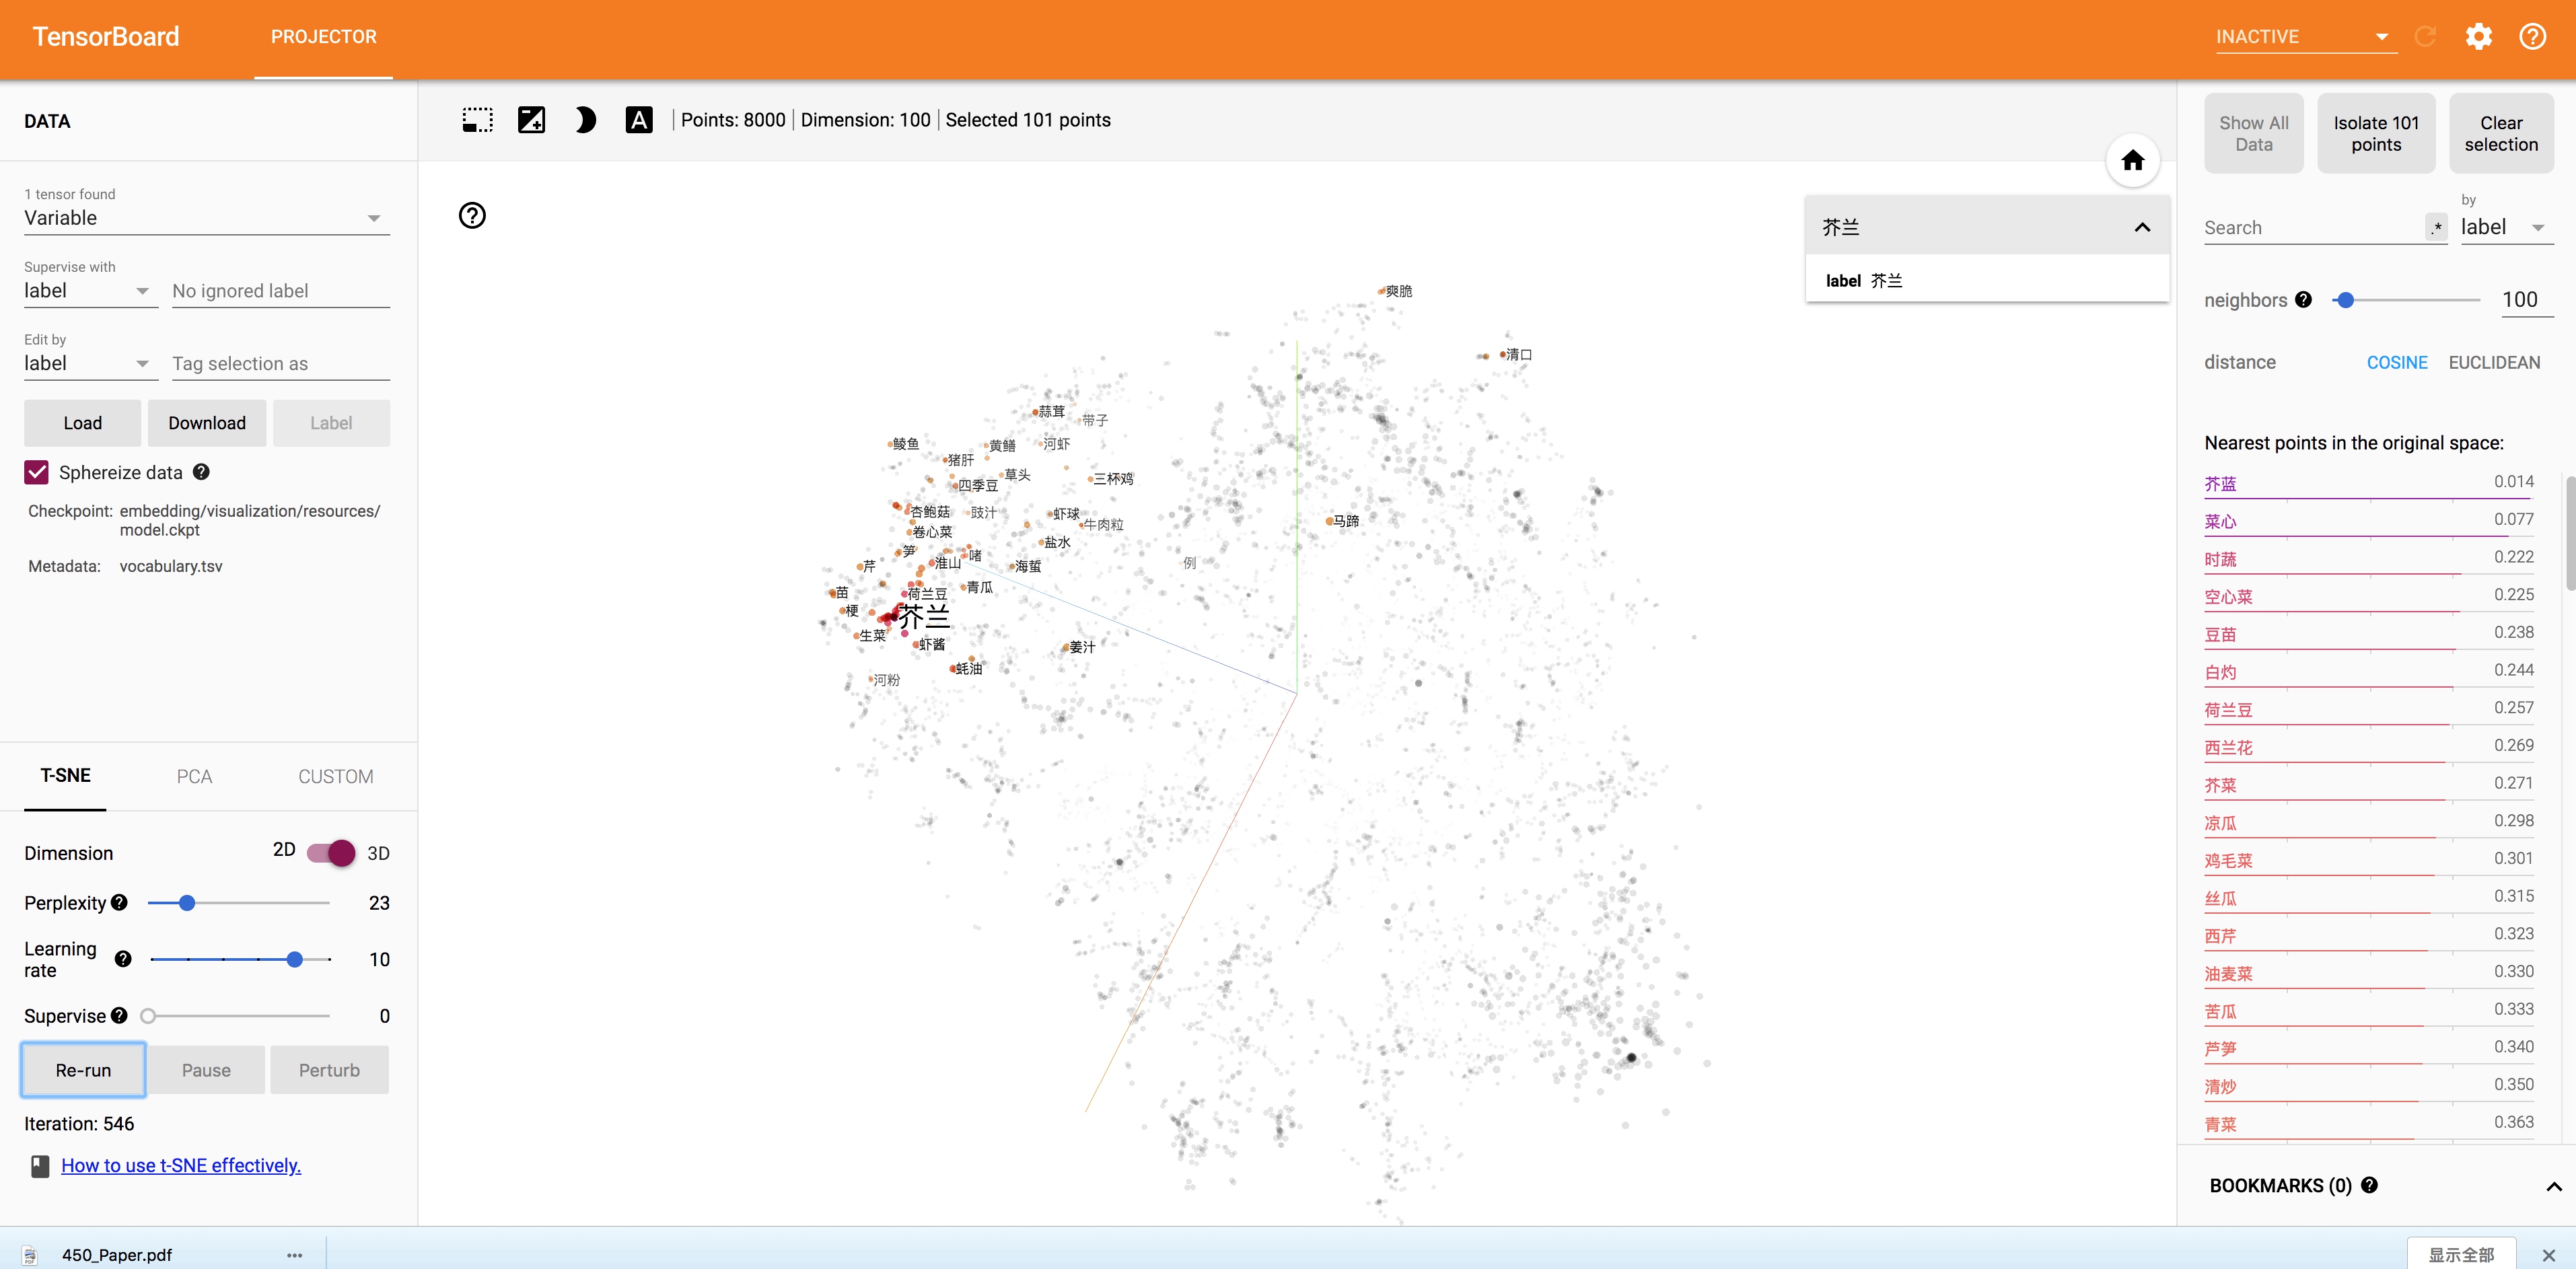 TensorBoard
PROJECTOR
INACTIVE
DATA
1 tensor found
Variable
Supervise with
label
No ignored label
Edit by
label
Tag selection as
Load
Download
Label
Sphereize data
Checkpoint: embedding/visualization/resources/
model.ckpt
Metadata: vocabulary.tsv
T-SNE
PCA
CUSTOM
Dimension
2D
3D
Perplexity
23
Learning
rate
10
Supervise
0
Re-run
Pause
Perturb
Iteration: 546
How to use t-SNE effectively.
A
Points: 8000
Dimension: 100
Selected 101 points
芥兰
label 芥兰
爽脆
清口
蒜茸
带子
鲮鱼
黄鳝
河虾
猪肝
草头
三杯鸡
四季豆
杏鲍菇
豉汁
虾球
牛肉粒
马蹄
卷心菜
盐水
笋
啫
芹
淮山
海蜇
例
青瓜
苗
荷兰豆
梗
芥兰
生菜
虾酱
姜汁
蚝油
河粉
Show All
Data
Isolate 101
points
Clear
selection
Search
.*
by
label
neighbors
100
distance
COSINE
EUCLIDEAN
Nearest points in the original space:
芥蓝 0.014
菜心 0.077
时蔬 0.222
空心菜 0.225
豆苗 0.238
白灼 0.244
荷兰豆 0.257
西兰花 0.269
芥菜 0.271
凉瓜 0.298
鸡毛菜 0.301
丝瓜 0.315
西芹 0.323
油麦菜 0.330
苦瓜 0.333
芦笋 0.340
清炒 0.350
青菜 0.363
BOOKMARKS (0)
450_Paper.pdf
显示全部